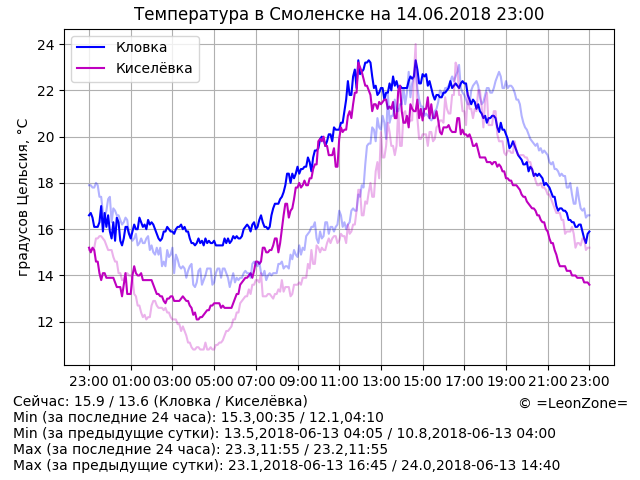 Температура в Смоленске на 14.06.2018 23:00
Кловка
Киселёвка
градусов Цельсия, °C
24
22
20
18
16
14
12
23:00 01:00 03:00 05:00 07:00 09:00 11:00 13:00 15:00 17:00 19:00 21:00 23:00
Сейчас: 15.9 / 13.6 (Кловка / Киселёвка)
© =LeonZone=
Min (за последние 24 часа): 15.3,00:35 / 12.1,04:10
Min (за предыдущие сутки): 13.5,2018-06-13 04:05 / 10.8,2018-06-13 04:00
Max (за последние 24 часа): 23.3,11:55 / 23.2,11:55
Max (за предыдущие сутки): 23.1,2018-06-13 16:45 / 24.0,2018-06-13 14:40